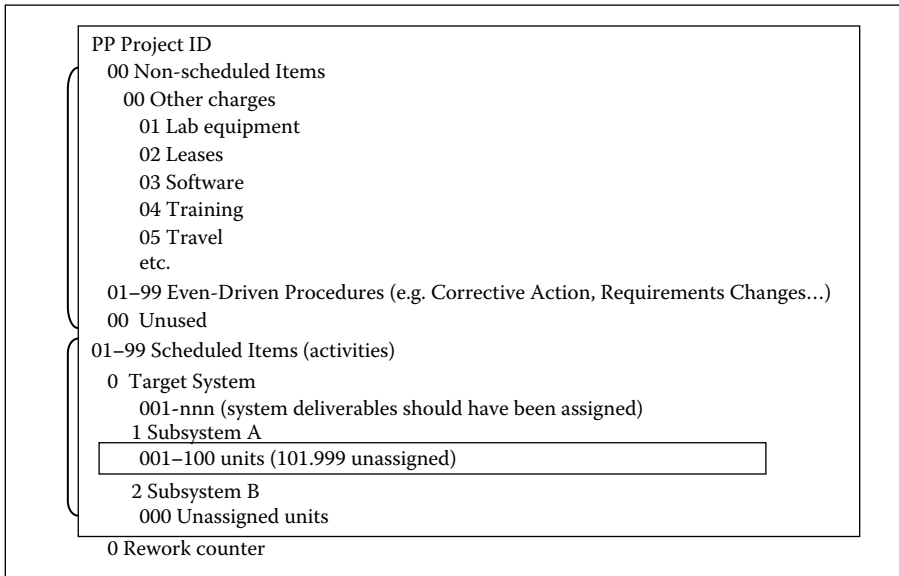 PP Project ID
00 Non-scheduled Items
00 Other charges
01 Lab equipment
02 Leases
03 Software
04 Training
05 Travel
etc.
01–99 Even-Driven Procedures (e.g. Corrective Action, Requirements Changes…)
00 Unused
01–99 Scheduled Items (activities)
0 Target System
001-nnn (system deliverables should have been assigned)
1 Subsystem A
001–100 units (101.999 unassigned)
2 Subsystem B
000 Unassigned units
0 Rework counter